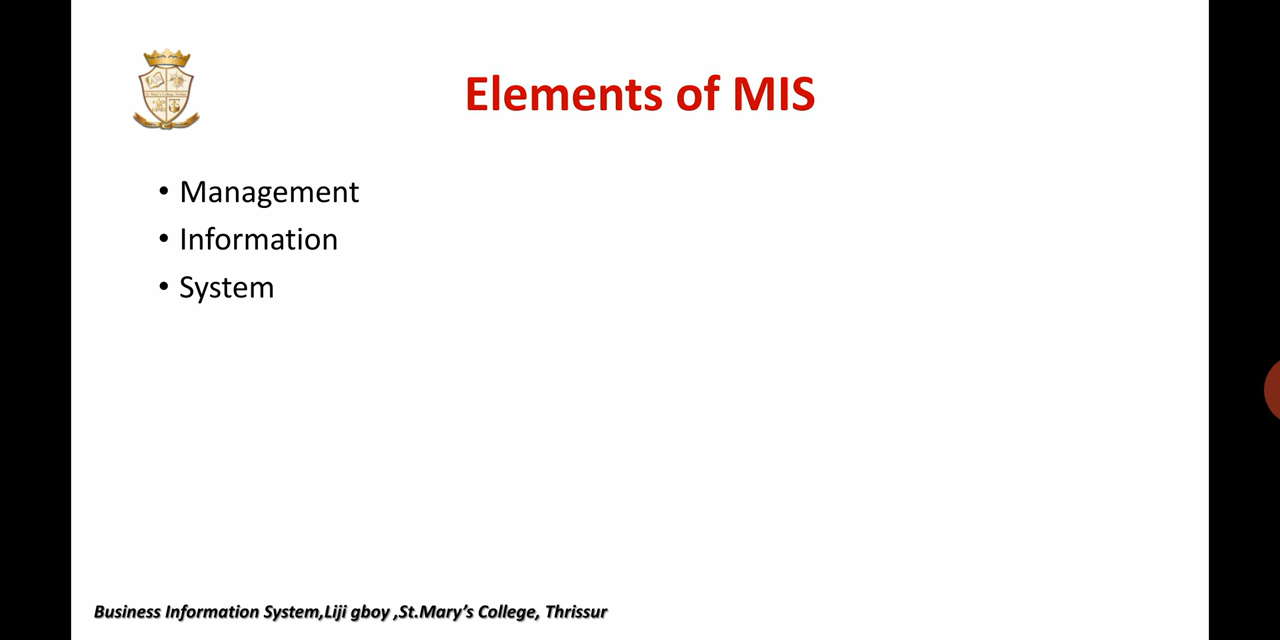 Elements of MIS
• Management
• Information
• System
Business Information System,Liji gboy ,St.Mary’s College, Thrissur